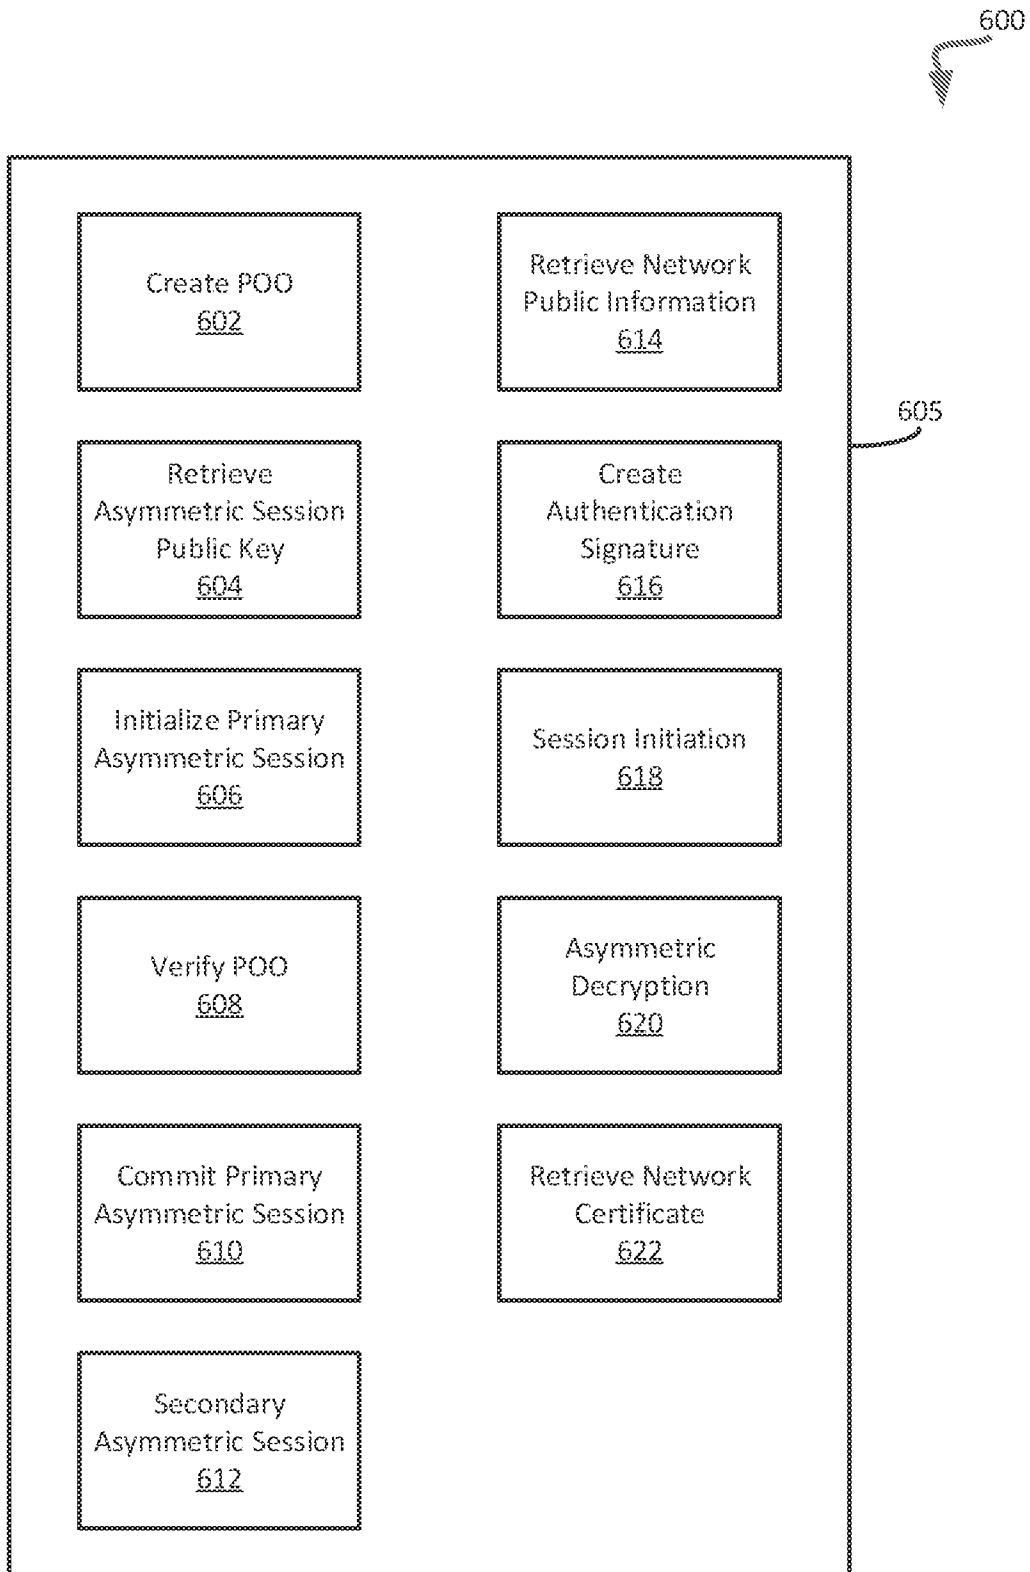 600
Create POO
602
Retrieve
Asymmetric Session
Public Key
604
Initialize Primary
Asymmetric Session
606
Verify POO
608
Commit Primary
Asymmetric Session
610
Secondary
Asymmetric Session
612
Retrieve Network
Public Information
614
Create
Authentication
Signature
616
Session Initiation
618
Asymmetric
Decryption
620
Retrieve Network
Certificate
622
605